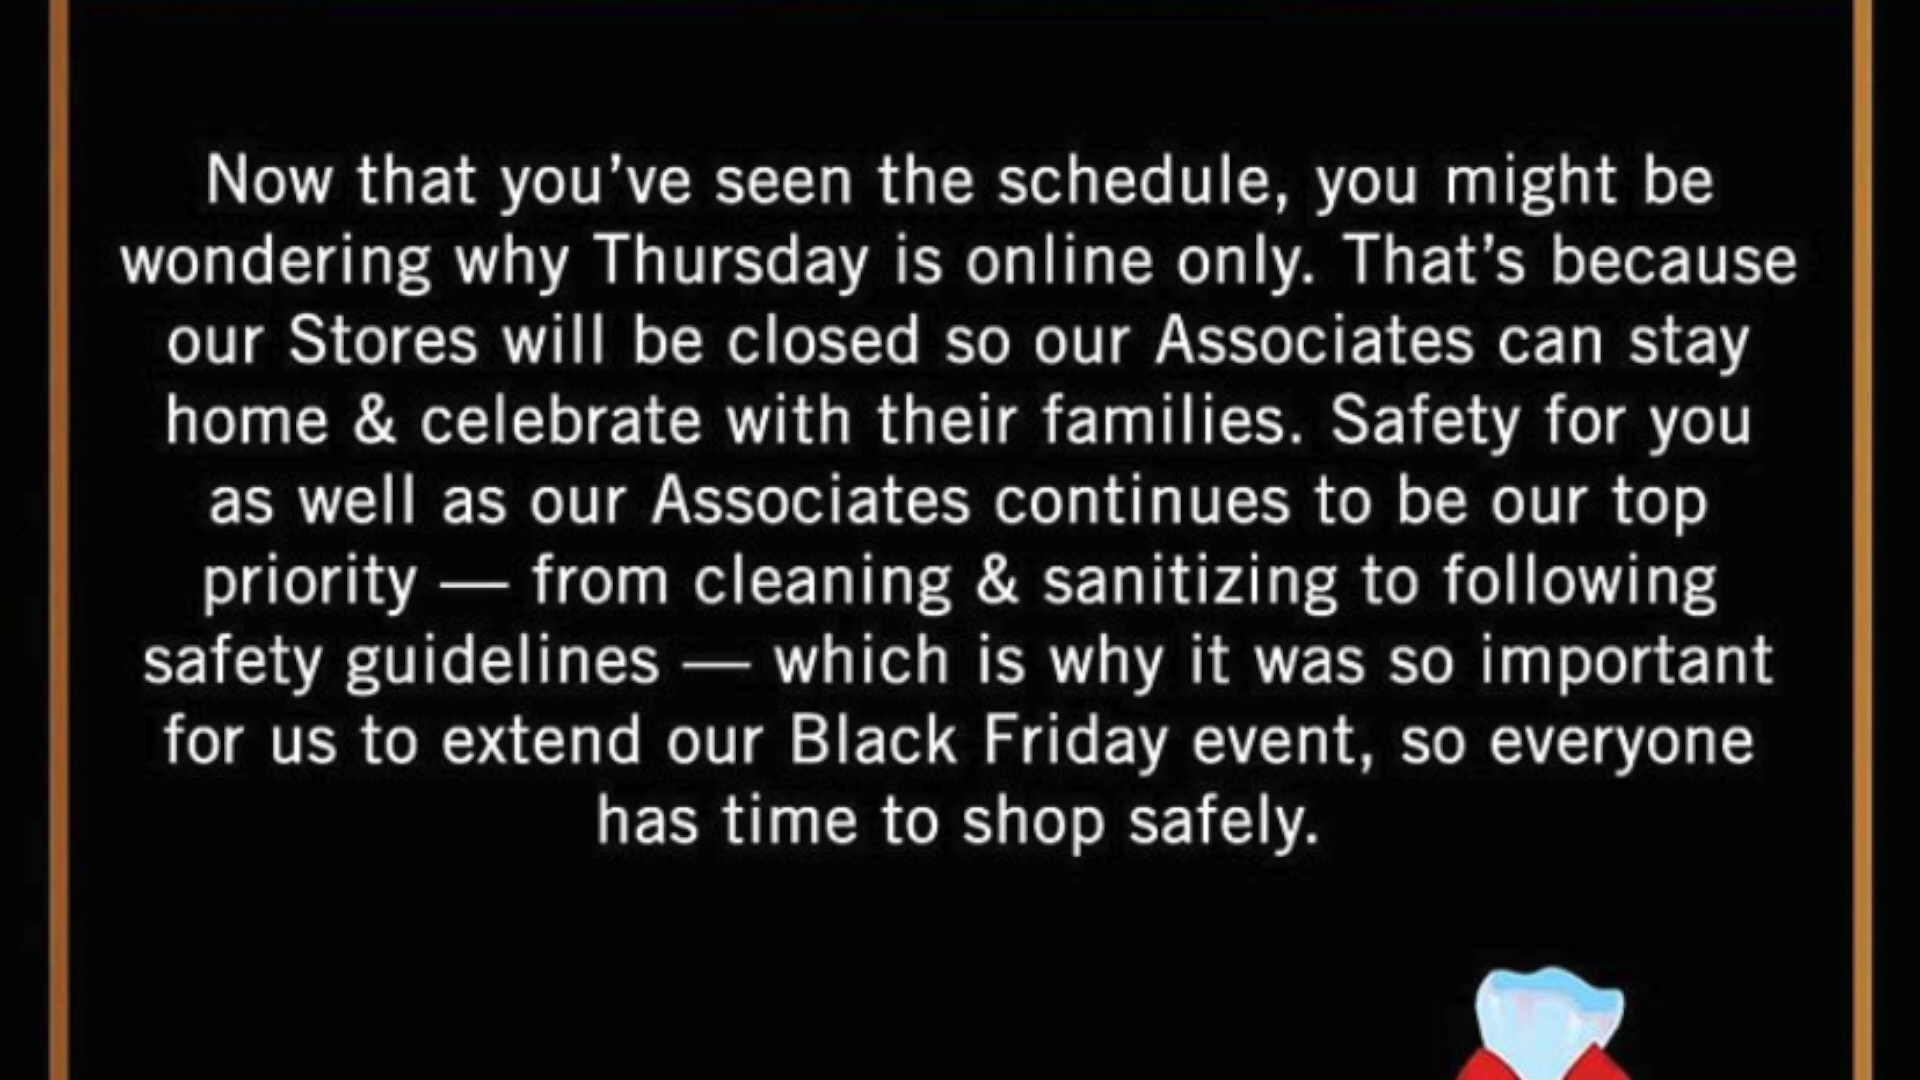 Now that you’ve seen the schedule, you might be
wondering why Thursday is online only. That’s because
our Stores will be closed so our Associates can stay
home & celebrate with their families. Safety for you
as well as our Associates continues to be our top
priority — from cleaning & sanitizing to following
safety guidelines — which is why it was so important
for us to extend our Black Friday event, so everyone
has time to shop safely.